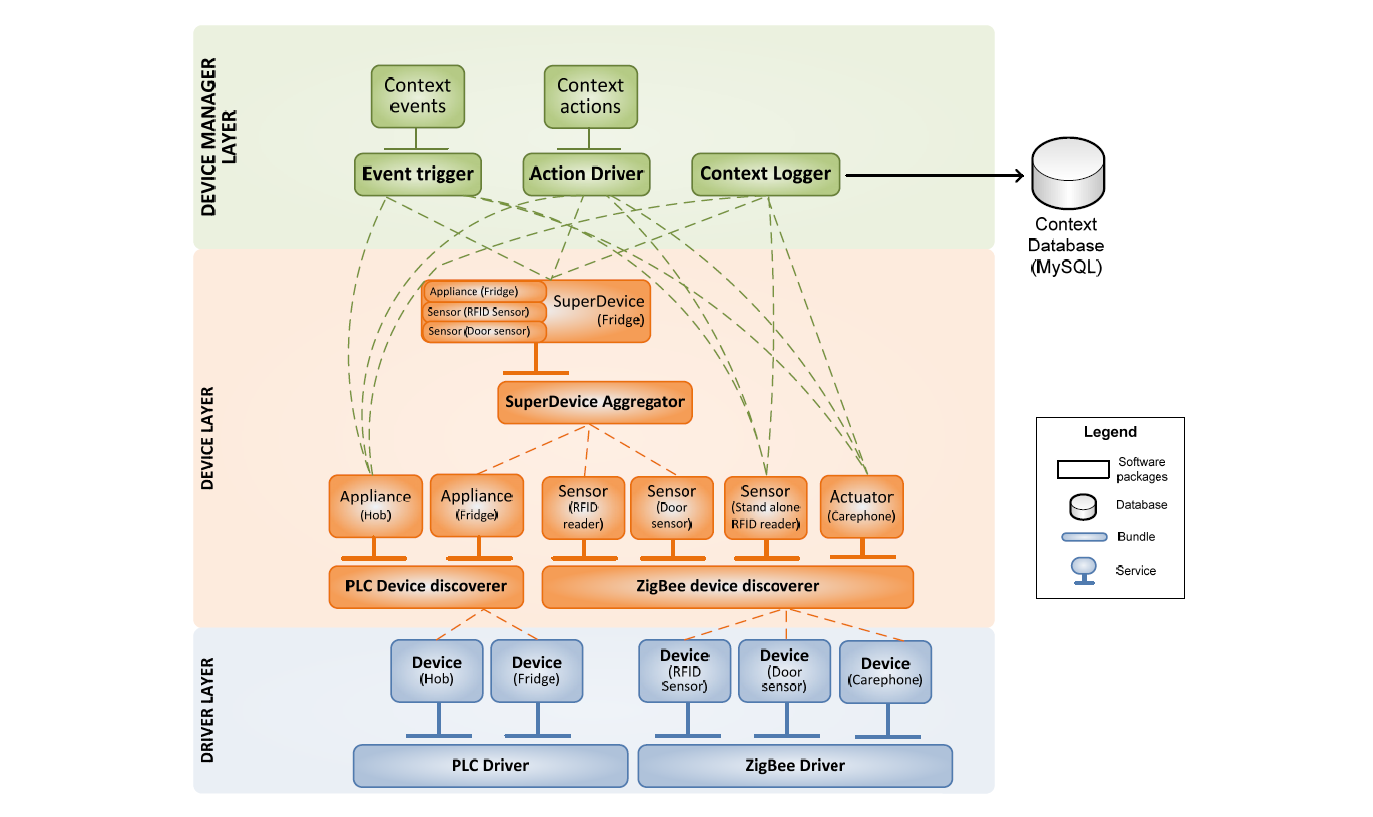 DEVICE MANAGER
LAYER
Context
events
Context
actions
Event trigger
Action Driver
Context Logger
Context
Database
(MySQL)
DEVICE LAYER
Appliance (Fridge)
Sensor (RFID Sensor)
Sensor (Door sensor)
SuperDevice
(Fridge)
SuperDevice Aggregator
Appliance
(Hob)
Appliance
(Fridge)
Sensor
(RFID
reader)
Sensor
(Door
sensor)
Sensor
(Stand alone
RFID reader)
Actuator
(Carephone)
PLC Device discoverer
ZigBee device discoverer
Legend
Software
packages
Database
Bundle
Service
DRIVER LAYER
Device
(Hob)
Device
(Fridge)
Device
(RFID
Sensor)
Device
(Door
sensor)
Device
(Carephone)
PLC Driver
ZigBee Driver